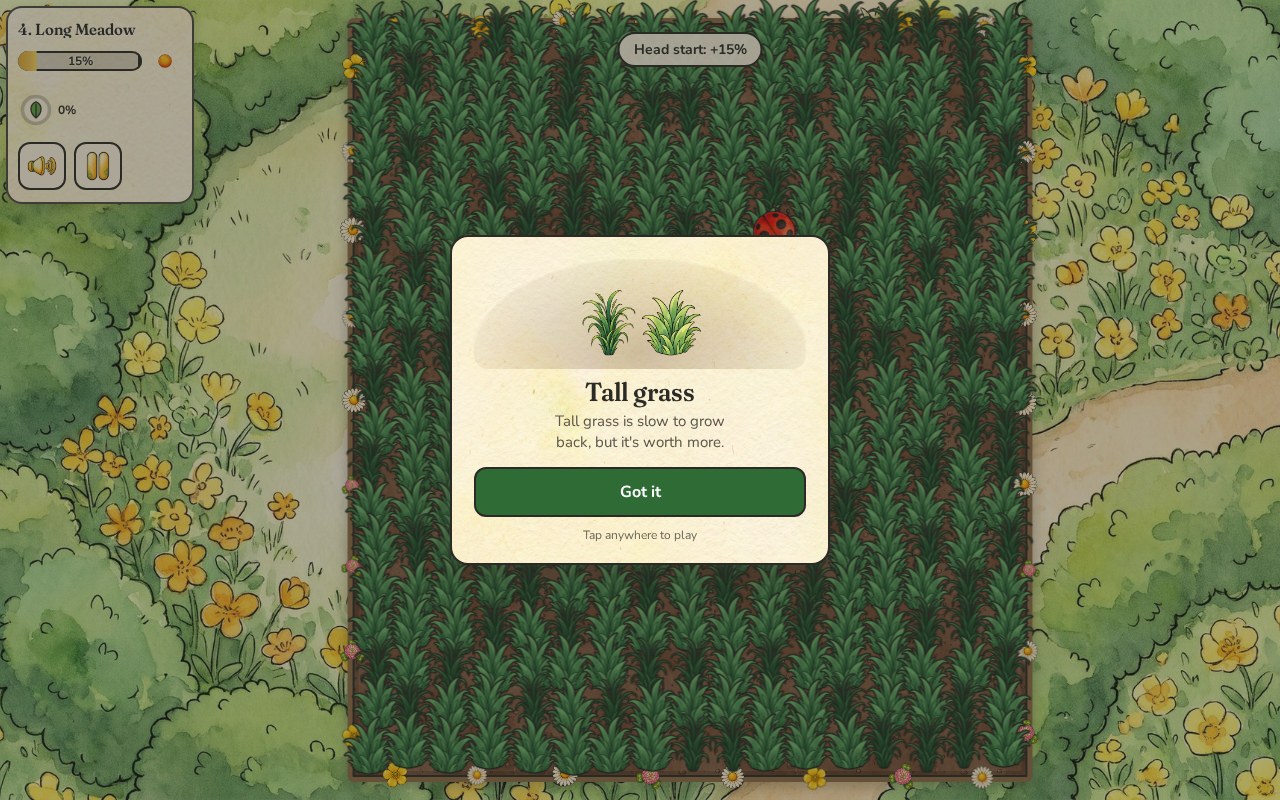 4. Long Meadow
15%
0%
Head start: +15%
Tall grass
Tall grass is slow to grow
back, but it's worth more.
Got it
Tap anywhere to play